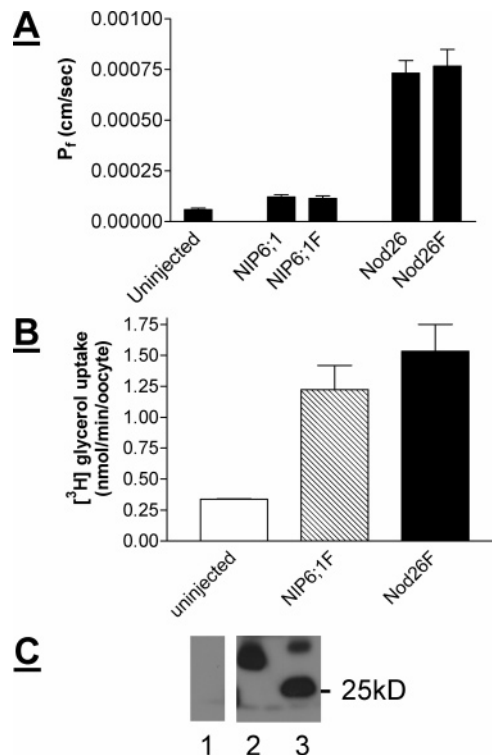 A
P_f (cm/sec)
0.00100
0.00075
0.00050
0.00025
0.00000
Uninjected
NIP6;1
NIP6;1F
Nod26
Nod26F
B
[³H] glycerol uptake
(nmol/min/oocyte)
1.75
1.50
1.25
1.00
0.75
0.50
0.25
0.00
uninjected
NIP6;1F
Nod26F
C
- 25kD
1 2 3